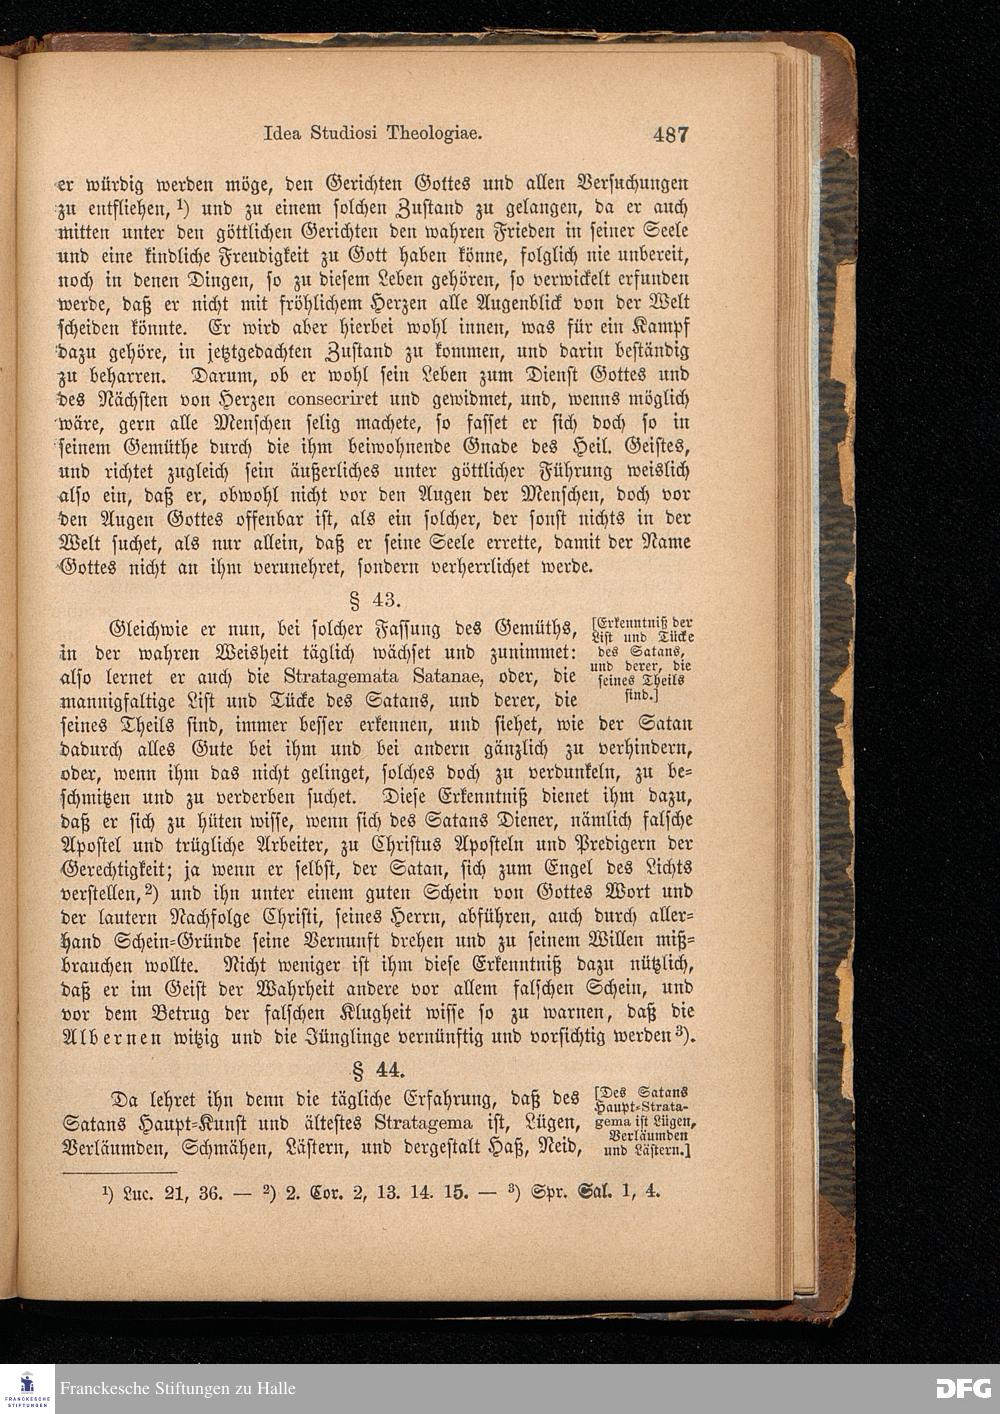 Idea Studiosi Theologiae. 487
er würdig werden möge, den Gerichten Gottes und allen Versuchungen
zu entfliehen,¹) und zu einem solchen Zustand zu gelangen, da er auch
mitten unter den göttlichen Gerichten den wahren Frieden in seiner Seele
und eine kindliche Freudigkeit zu Gott haben könne, folglich nie unbereit,
noch in denen Dingen, so zu diesem Leben gehören, so verwickelt erfunden
werde, daß er nicht mit fröhlichem Herzen alle Augenblick von der Welt
scheiden könnte. Er wird aber hierbei wohl innen, was für ein Kampf
dazu gehöre, in jetztgedachten Zustand zu kommen, und darin beständig
zu beharren. Darum, ob er wohl sein Leben zum Dienst Gottes und
des Nächsten von Herzen consecriret und gewidmet, und, wenns möglich
wäre, gern alle Menschen selig machete, so fasset er sich doch so in
seinem Gemüthe durch die ihm beiwohnende Gnade des Heil. Geistes,
und richtet zugleich sein äußerliches unter göttlicher Führung weislich
also ein, daß er, obwohl nicht vor den Augen der Menschen, doch vor
den Augen Gottes offenbar ist, als ein solcher, der sonst nichts in der
Welt suchet, als nur allein, daß er seine Seele errette, damit der Name
Gottes nicht an ihm verunehret, sondern verherrlichet werde.
§ 43.
Gleichwie er nun, bei solcher Fassung des Gemüths,
in der wahren Weisheit täglich wächset und zunimmet:
also lernet er auch die Stratagemata Satanae, oder, die
mannigfaltige List und Tücke des Satans, und derer, die
[Erkenntniß der
List und Tücke
des Satans,
und derer, die
seines Theils
sind.]
seines Theils sind, immer besser erkennen, und siehet, wie der Satan
dadurch alles Gute bei ihm und bei andern gänzlich zu verhindern,
oder, wenn ihm das nicht gelinget, solches doch zu verdunkeln, zu be-
schmitzen und zu verderben suchet. Diese Erkenntniß dienet ihm dazu,
daß er sich zu hüten wisse, wenn sich des Satans Diener, nämlich falsche
Apostel und trügliche Arbeiter, zu Christus Aposteln und Predigern der
Gerechtigkeit; ja wenn er selbst, der Satan, sich zum Engel des Lichts
verstellen,²) und ihn unter einem guten Schein von Gottes Wort und
der lautern Nachfolge Christi, seines Herrn, abführen, auch durch aller-
hand Schein-Gründe seine Vernunft drehen und zu seinem Willen miß-
brauchen wollte. Nicht weniger ist ihm diese Erkenntniß dazu nützlich,
daß er im Geist der Wahrheit andere vor allem falschen Schein, und
vor dem Betrug der falschen Klugheit wisse so zu warnen, daß die
Albernen witzig und die Jünglinge vernünftig und vorsichtig werden³).
§ 44.
Da lehret ihn denn die tägliche Erfahrung, daß des
Satans Haupt-Kunst und ältestes Stratagema ist, Lügen,
Verläumden, Schmähen, Lästern, und dergestalt Haß, Neid,
[Des Satans
Haupt-Strata-
gema ist Lügen,
Verläumden
und Lästern.]
¹) Luc. 21, 36. — ²) 2. Cor. 2, 13. 14. 15. — ³) Spr. Sal. 1, 4.
FRANCKESCHE
STIFTUNGEN
Franckesche Stiftungen zu Halle
DFG